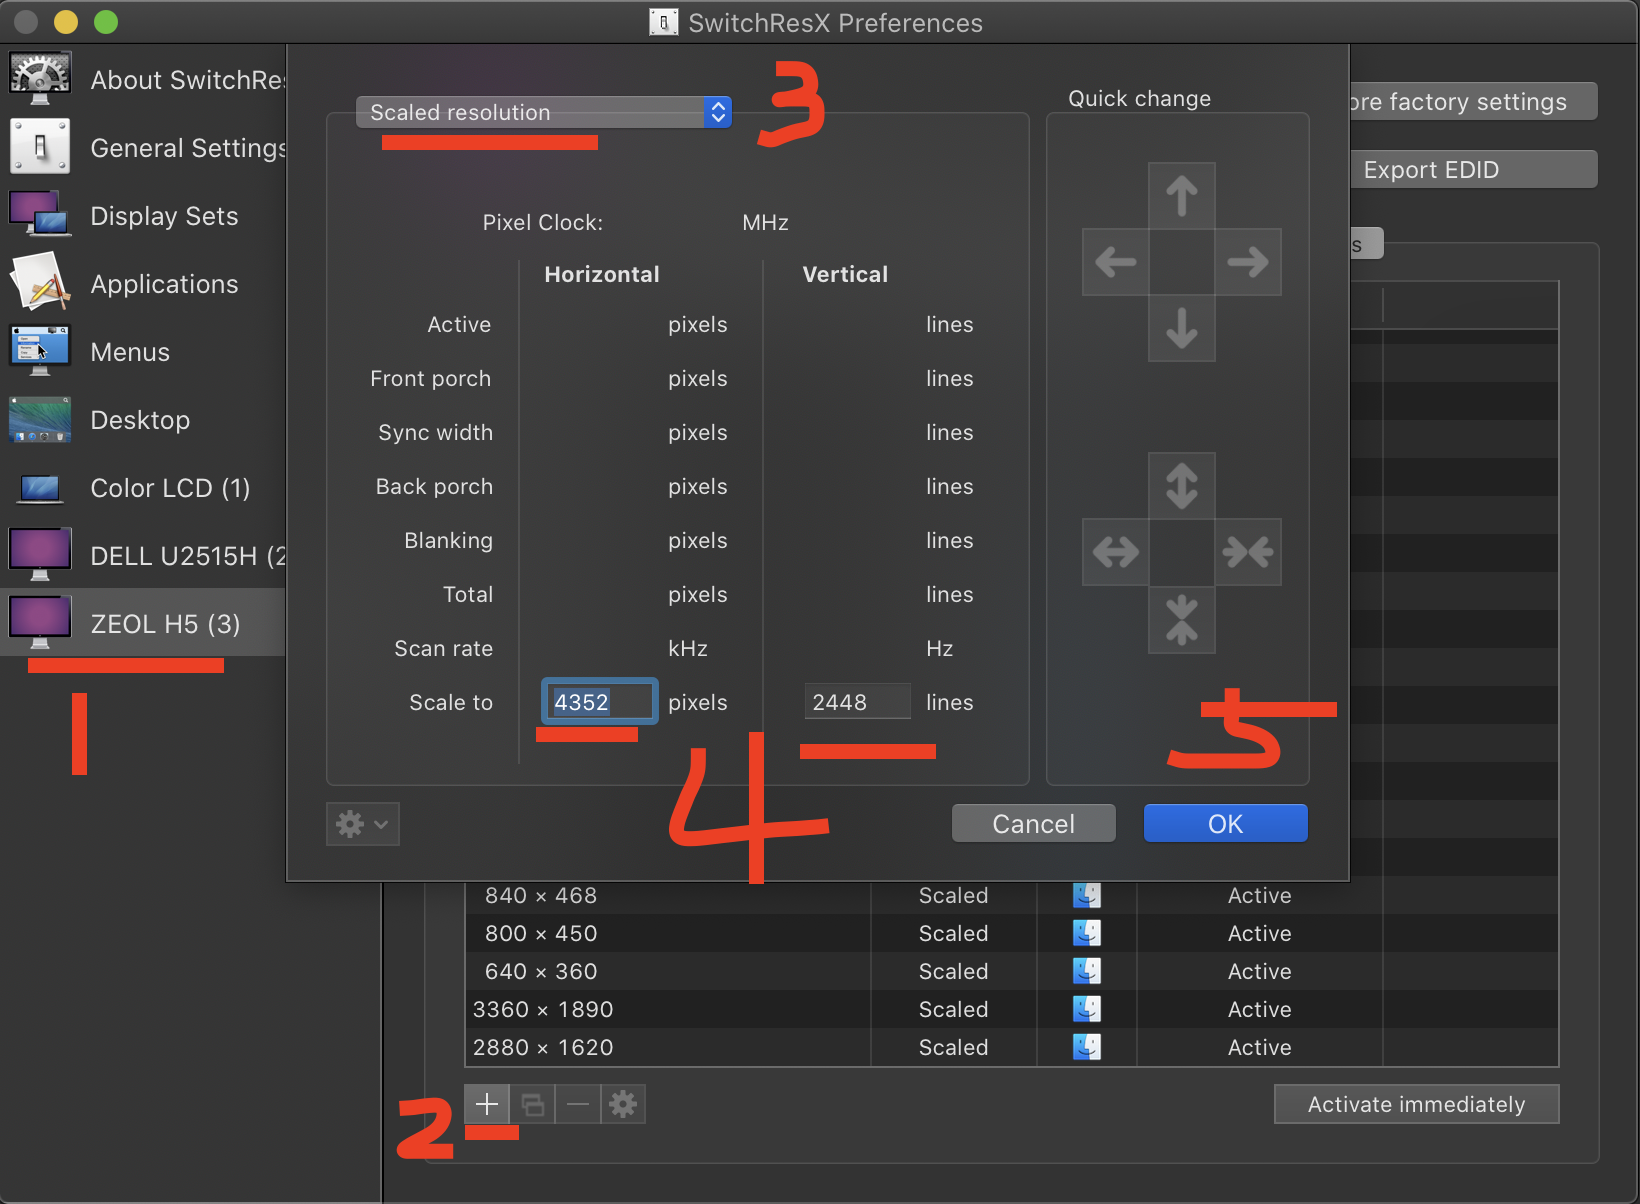 SwitchResX Preferences
About SwitchRes
General Settings
Display Sets
Applications
Menus
Desktop
Color LCD (1)
DELL U2515H (2
ZEOL H5 (3)
1
Scaled resolution
3
Quick change
ore factory settings
Export EDID
s
Pixel Clock: MHz
Horizontal Vertical
Active pixels lines
Front porch pixels lines
Sync width pixels lines
Back porch pixels lines
Blanking pixels lines
Total pixels lines
Scan rate kHz Hz
Scale to 4352 pixels 2448 lines
4
5
Cancel OK
840 × 468 Scaled Active
800 × 450 Scaled Active
640 × 360 Scaled Active
3360 × 1890 Scaled Active
2880 × 1620 Scaled Active
2
Activate immediately